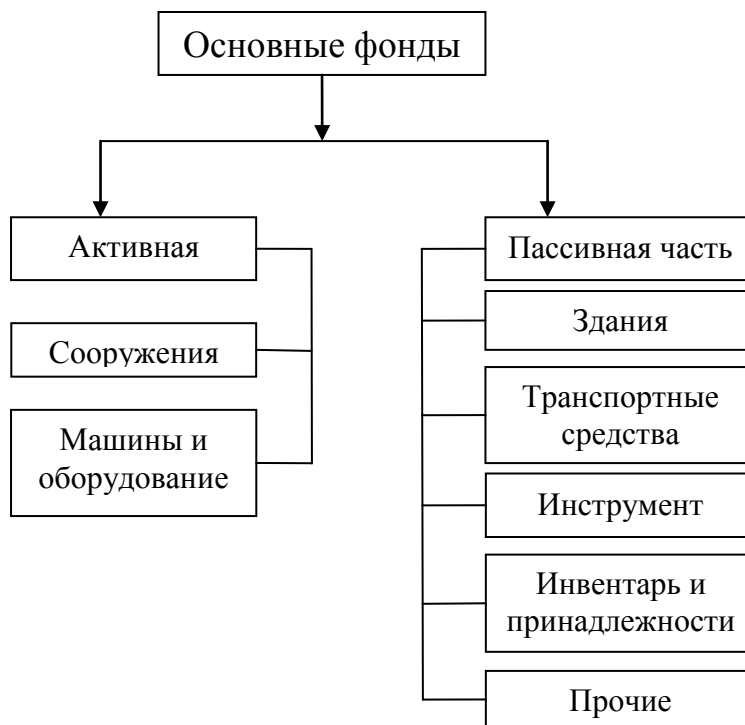 Основные фонды
Активная
Сооружения
Машины и
оборудование
Пассивная часть
Здания
Транспортные
средства
Инструмент
Инвентарь и
принадлежности
Прочие